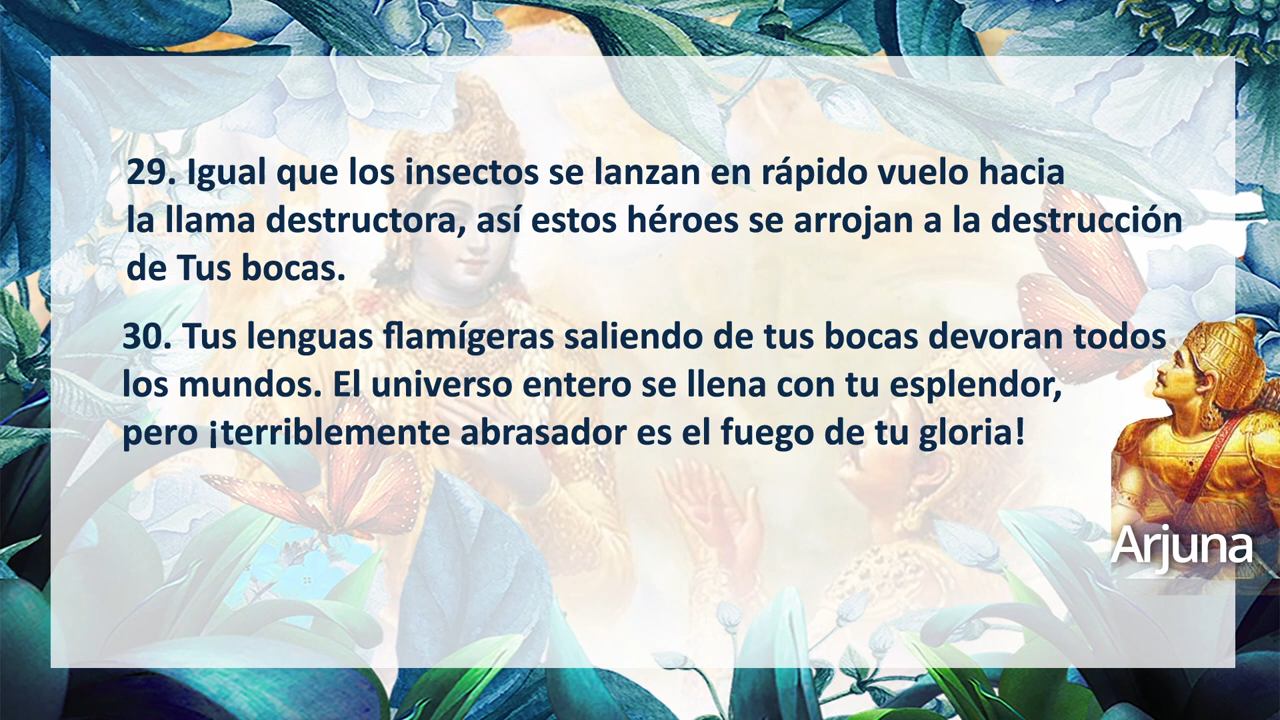 29. Igual que los insectos se lanzan en rápido vuelo hacia
la llama destructora, así estos héroes se arrojan a la destrucción
de Tus bocas.
30. Tus lenguas flamígeras saliendo de tus bocas devoran todos
los mundos. El universo entero se llena con tu esplendor,
pero ¡terriblemente abrasador es el fuego de tu gloria!
Arjuna